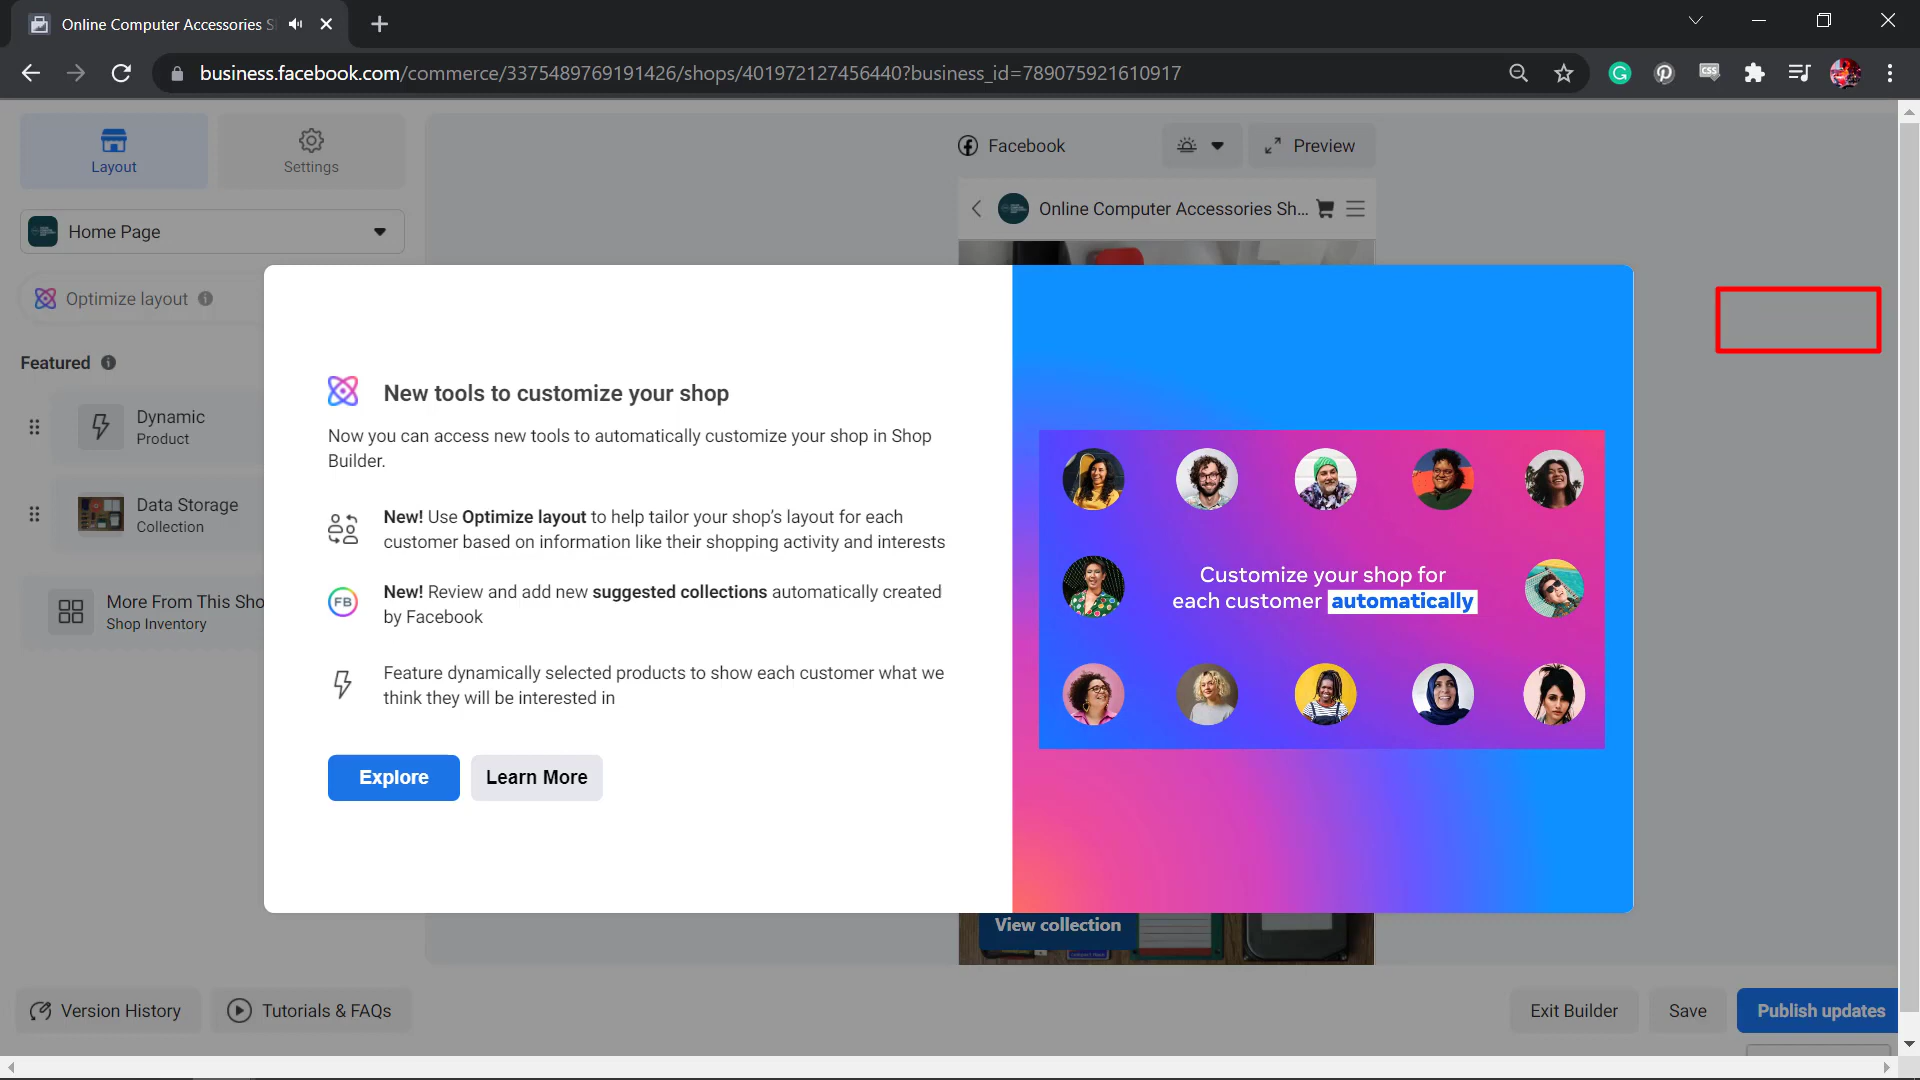 Online Computer Accessories S
business.facebook.com/commerce/3375489769191426/shops/401972127456440?business_id=789075921610917
Layout
Settings
Facebook
Preview
Home Page
Online Computer Accessories Sh...
Optimize layout
Featured
Dynamic
Product
Data Storage
Collection
More From This Sho
Shop Inventory
New tools to customize your shop
Now you can access new tools to automatically customize your shop in Shop
Builder.
New! Use Optimize layout to help tailor your shop's layout for each
customer based on information like their shopping activity and interests
FB
New! Review and add new suggested collections automatically created
by Facebook
Feature dynamically selected products to show each customer what we
think they will be interested in
Explore
Learn More
Customize your shop for
each customer automatically
View collection
Version History
Tutorials & FAQs
Exit Builder
Save
Publish updates